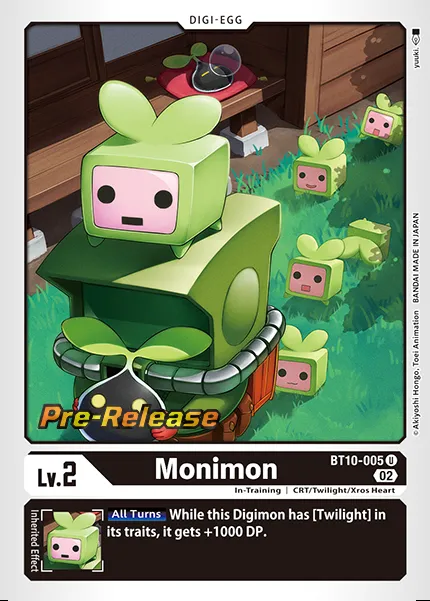 DIGI-EGG
yuuki.
© Akiyoshi Hongo, Toei Animation BANDAI MADE IN JAPAN
Pre-Release
BT10-005 U
Lv.2
Monimon
02
In-Training | CRT/Twilight/Xros Heart
Inherited Effect
All Turns While this Digimon has [Twilight] in
its traits, it gets +1000 DP.